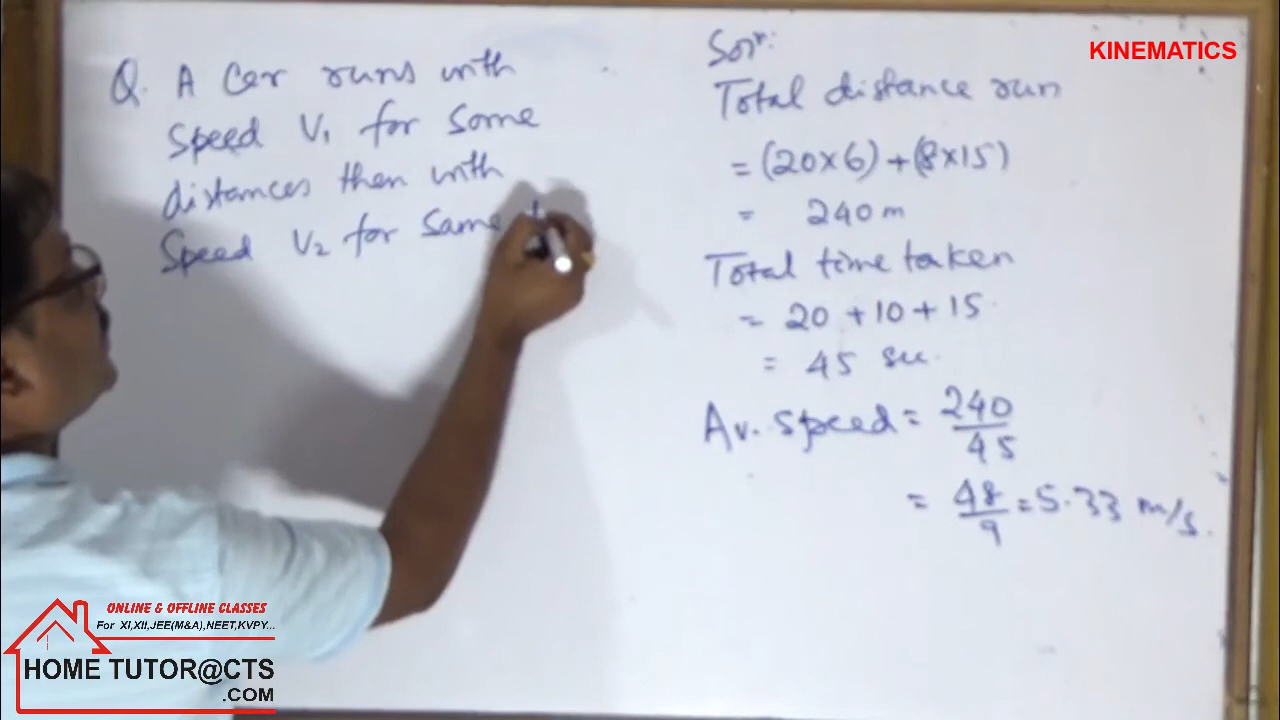 KINEMATICS
Q. A Car runs with
Speed V₁ for Some
distances then with
Speed V₂ for Same
Solⁿ:
Total distance run
= (20×6)+(8×15)
= 240 m
Total time taken
= 20 + 10 + 15
= 45 sec.
Av. speed = 240/45
= 48/9 = 5.33 m/s.
ONLINE & OFFLINE CLASSES
For XI,XII,JEE(M&A),NEET,KVPY...
HOME TUTOR@CTS
.COM